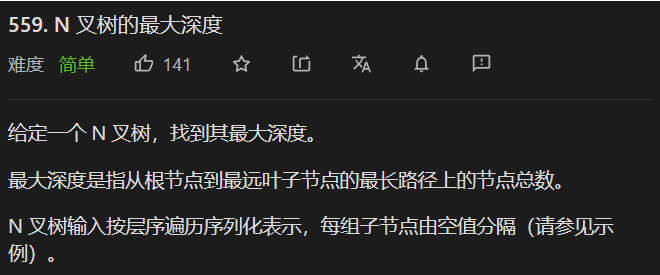 559. N 叉树的最大深度
难度 简单 141
给定一个 N 叉树，找到其最大深度。
最大深度是指从根节点到最远叶子节点的最长路径上的节点总数。
N 叉树输入按层序遍历序列化表示，每组子节点由空值分隔（请参见示
例）。